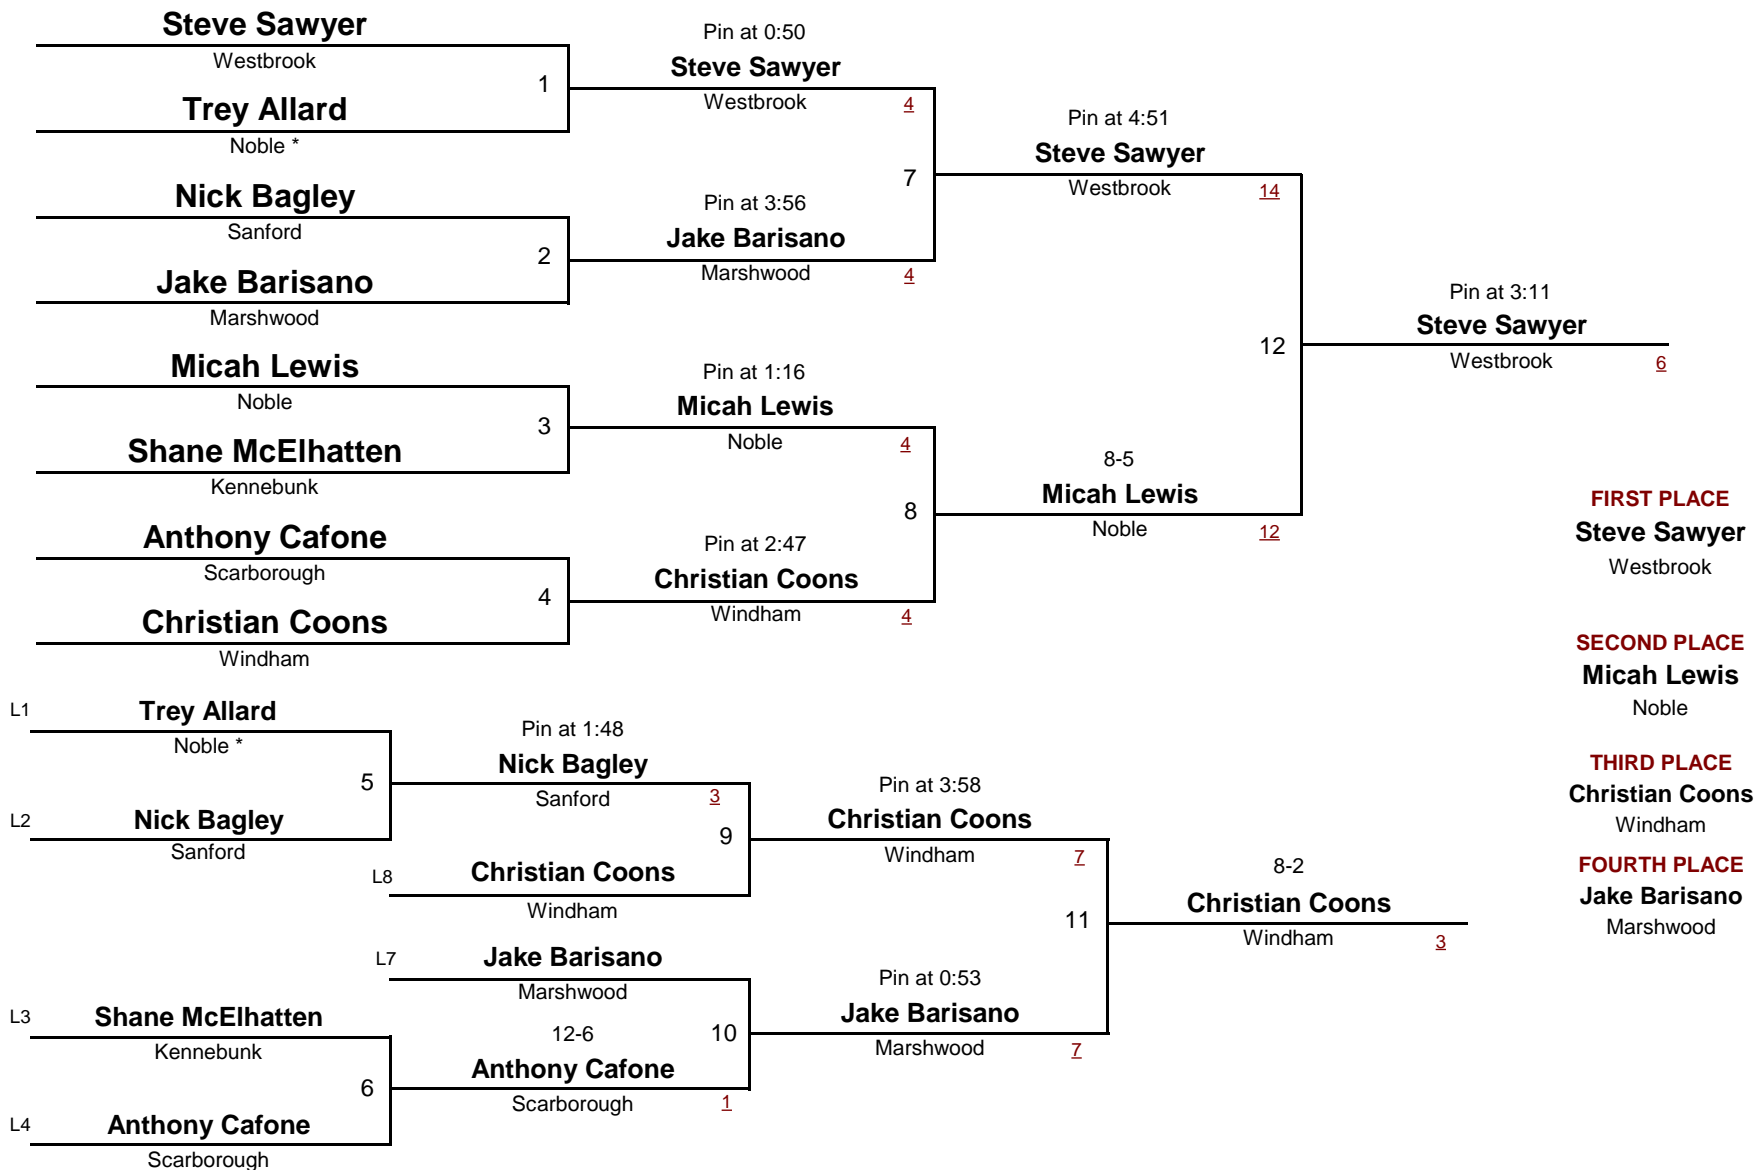 Steve Sawyer
Westbrook
1
Trey Allard
Noble *
Nick Bagley
Sanford
2
Jake Barisano
Marshwood
Micah Lewis
Noble
3
Shane McElhatten
Kennebunk
Anthony Cafone
Scarborough
4
Christian Coons
Windham
Pin at 0:50
Steve Sawyer
Westbrook 4
7
Pin at 3:56
Jake Barisano
Marshwood 4
Pin at 1:16
Micah Lewis
Noble 4
8
Pin at 2:47
Christian Coons
Windham 4
Pin at 4:51
Steve Sawyer
Westbrook 14
12
8-5
Micah Lewis
Noble 12
Pin at 3:11
Steve Sawyer
Westbrook 6
FIRST PLACE
Steve Sawyer
Westbrook
SECOND PLACE
Micah Lewis
Noble
THIRD PLACE
Christian Coons
Windham
FOURTH PLACE
Jake Barisano
Marshwood
L1 Trey Allard
Noble *
5
L2 Nick Bagley
Sanford
Pin at 1:48
Nick Bagley
Sanford 3
9
L8 Christian Coons
Windham
L7 Jake Barisano
Marshwood
10
L3 Shane McElhatten
Kennebunk
6
L4 Anthony Cafone
Scarborough
12-6
Anthony Cafone
Scarborough 1
Pin at 3:58
Christian Coons
Windham 7
11
Pin at 0:53
Jake Barisano
Marshwood 7
8-2
Christian Coons
Windham 3